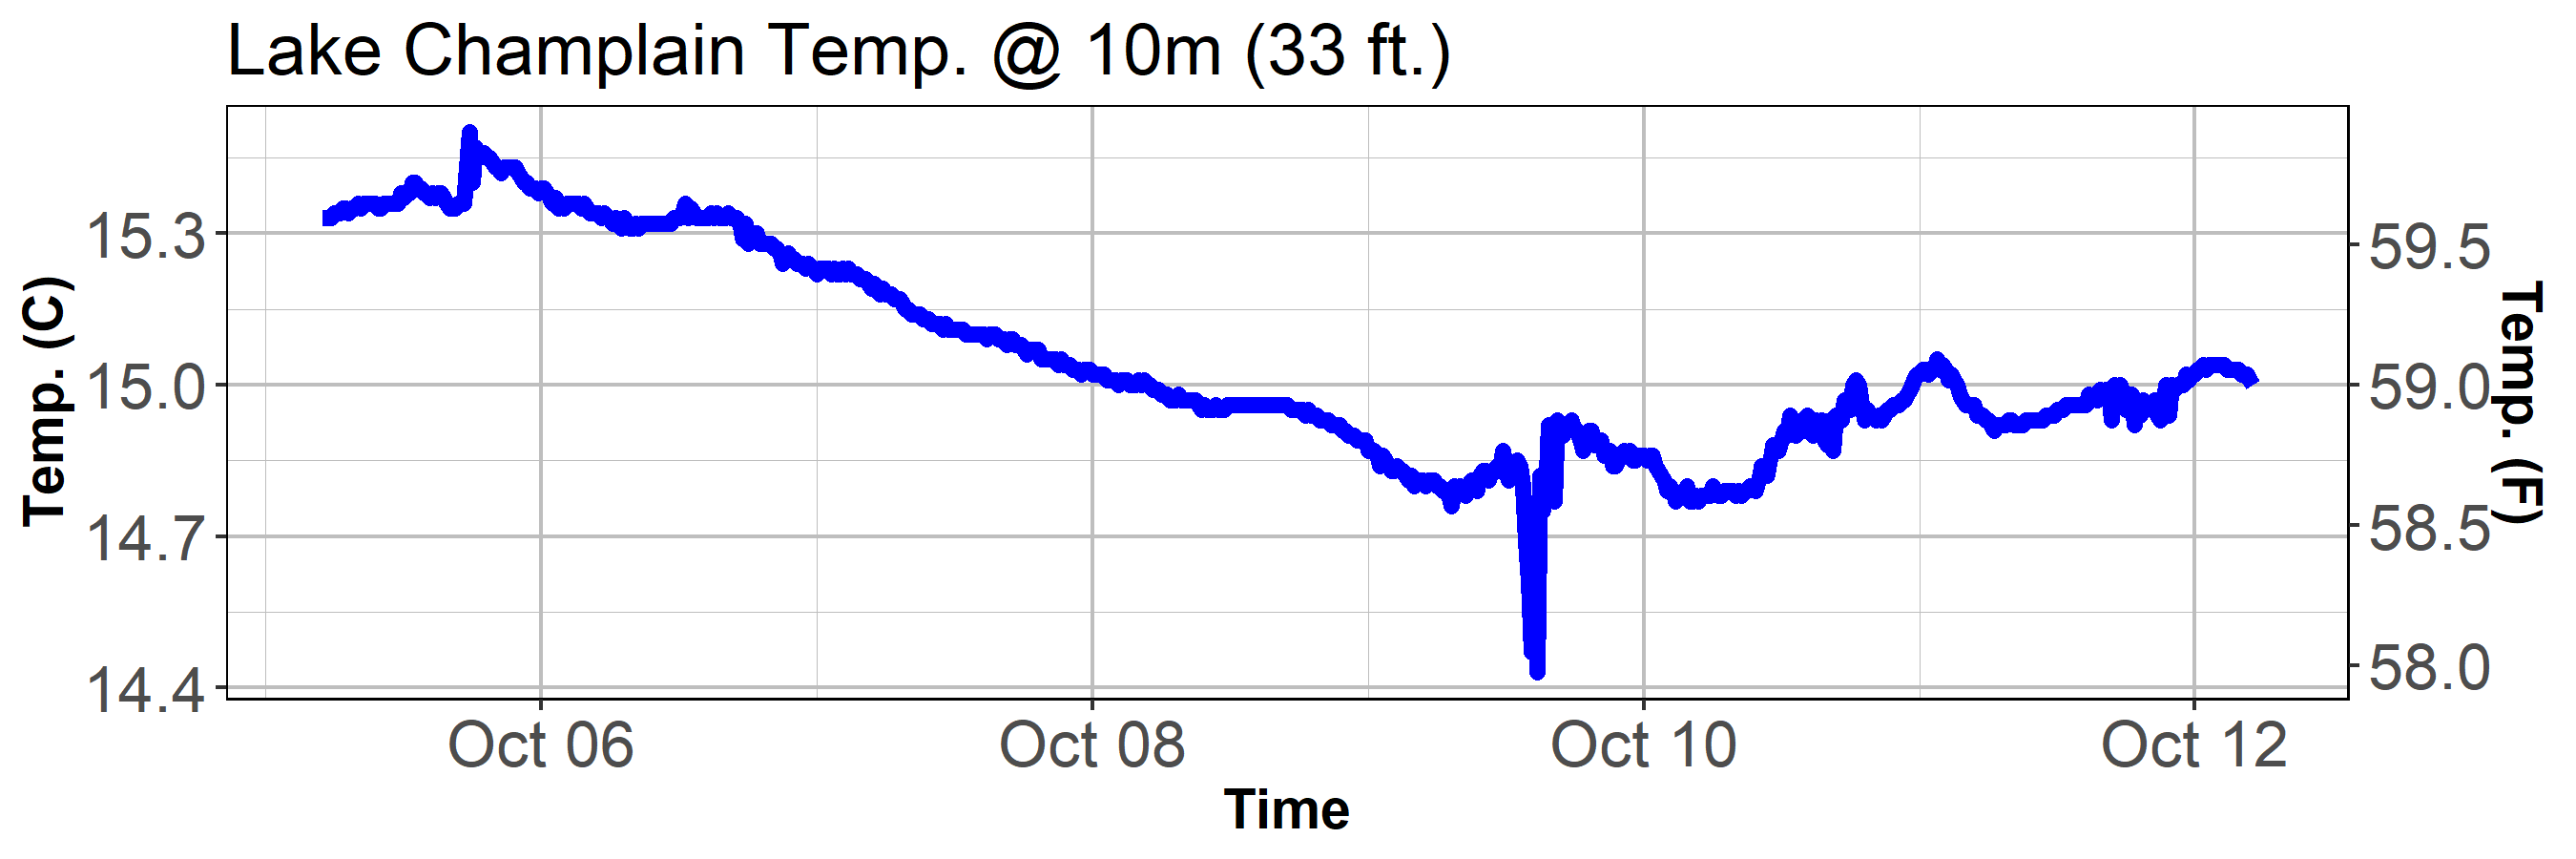 Lake Champlain Temp. @ 10m (33 ft.)
Temp. (C)
15.3
15.0
14.7
14.4
59.5
59.0
58.5
58.0
Temp. (F)
Oct 06
Oct 08
Oct 10
Oct 12
Time